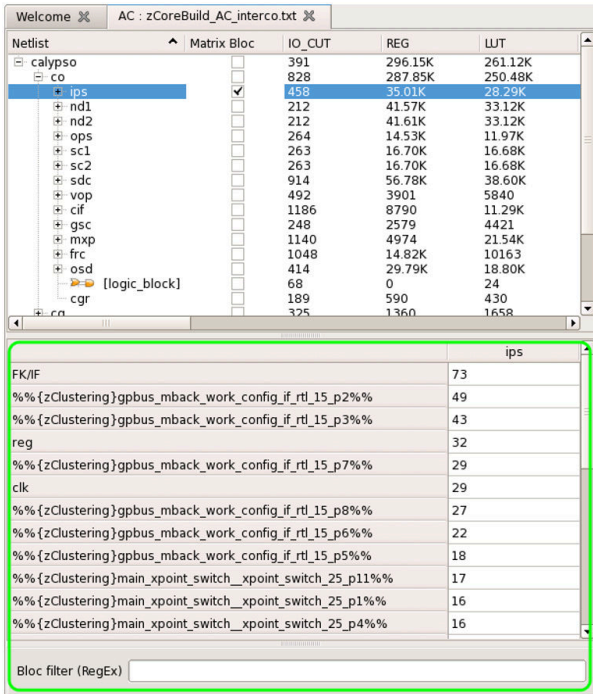 Welcome AC : zCoreBuild_AC_interco.txt
Netlist Matrix Bloc IO_CUT REG LUT
calypso 391 296.15K 261.12K
co 828 287.85K 250.48K
ips 458 35.01K 28.29K
nd1 212 41.57K 33.12K
nd2 212 41.61K 33.12K
ops 264 14.53K 11.97K
sc1 263 16.70K 16.68K
sc2 263 16.70K 16.68K
sdc 914 56.78K 38.60K
vop 492 3901 5840
cif 1186 8790 11.29K
gsc 248 2579 4421
mxp 1140 4974 21.54K
frc 1048 14.82K 10163
osd 414 29.79K 18.80K
[logic_block] 68 0 24
cgr 189 590 430
cg 325 1360 1658
ips
FK/IF 73
%%{zClustering}gpbus_mback_work_config_if_rtl_15_p2%% 49
%%{zClustering}gpbus_mback_work_config_if_rtl_15_p3%% 43
reg 32
%%{zClustering}gpbus_mback_work_config_if_rtl_15_p7%% 29
clk 29
%%{zClustering}gpbus_mback_work_config_if_rtl_15_p8%% 27
%%{zClustering}gpbus_mback_work_config_if_rtl_15_p6%% 22
%%{zClustering}gpbus_mback_work_config_if_rtl_15_p5%% 18
%%{zClustering}main_xpoint_switch__xpoint_switch_25_p11%% 17
%%{zClustering}main_xpoint_switch__xpoint_switch_25_p1%% 16
%%{zClustering}main_xpoint_switch__xpoint_switch_25_p4%% 16
Bloc filter (RegEx)